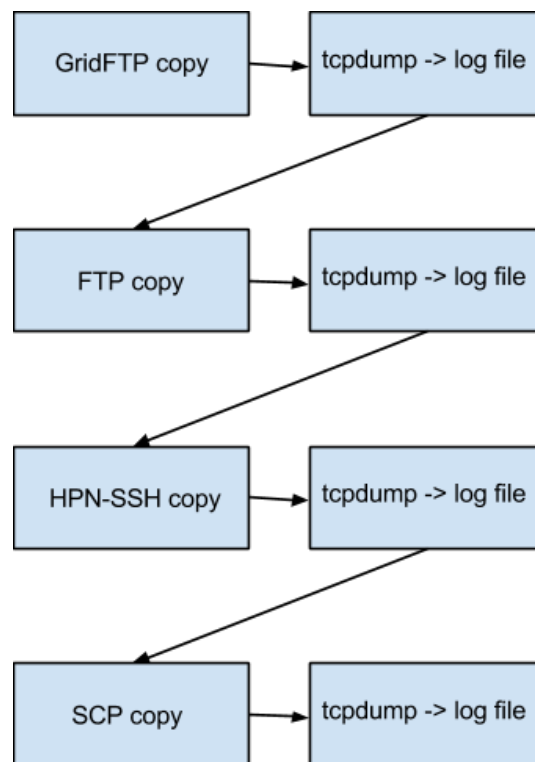 GridFTP copy
tcpdump -> log file
FTP copy
tcpdump -> log file
HPN-SSH copy
tcpdump -> log file
SCP copy
tcpdump -> log file